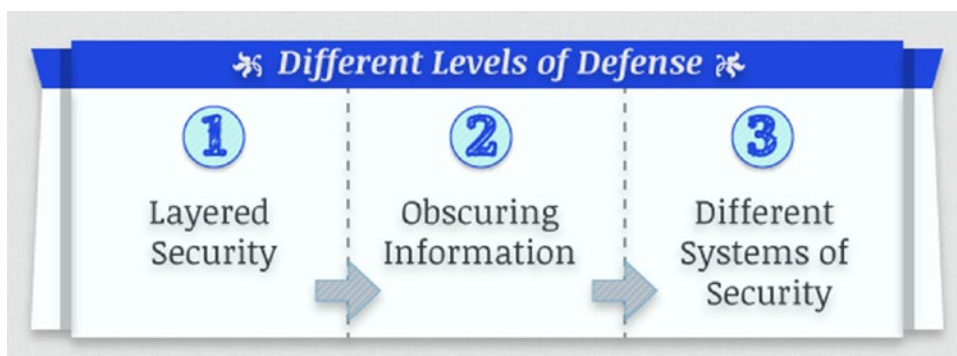 Different Levels of Defense
1
Layered
Security
2
Obscuring
Information
3
Different
Systems of
Security